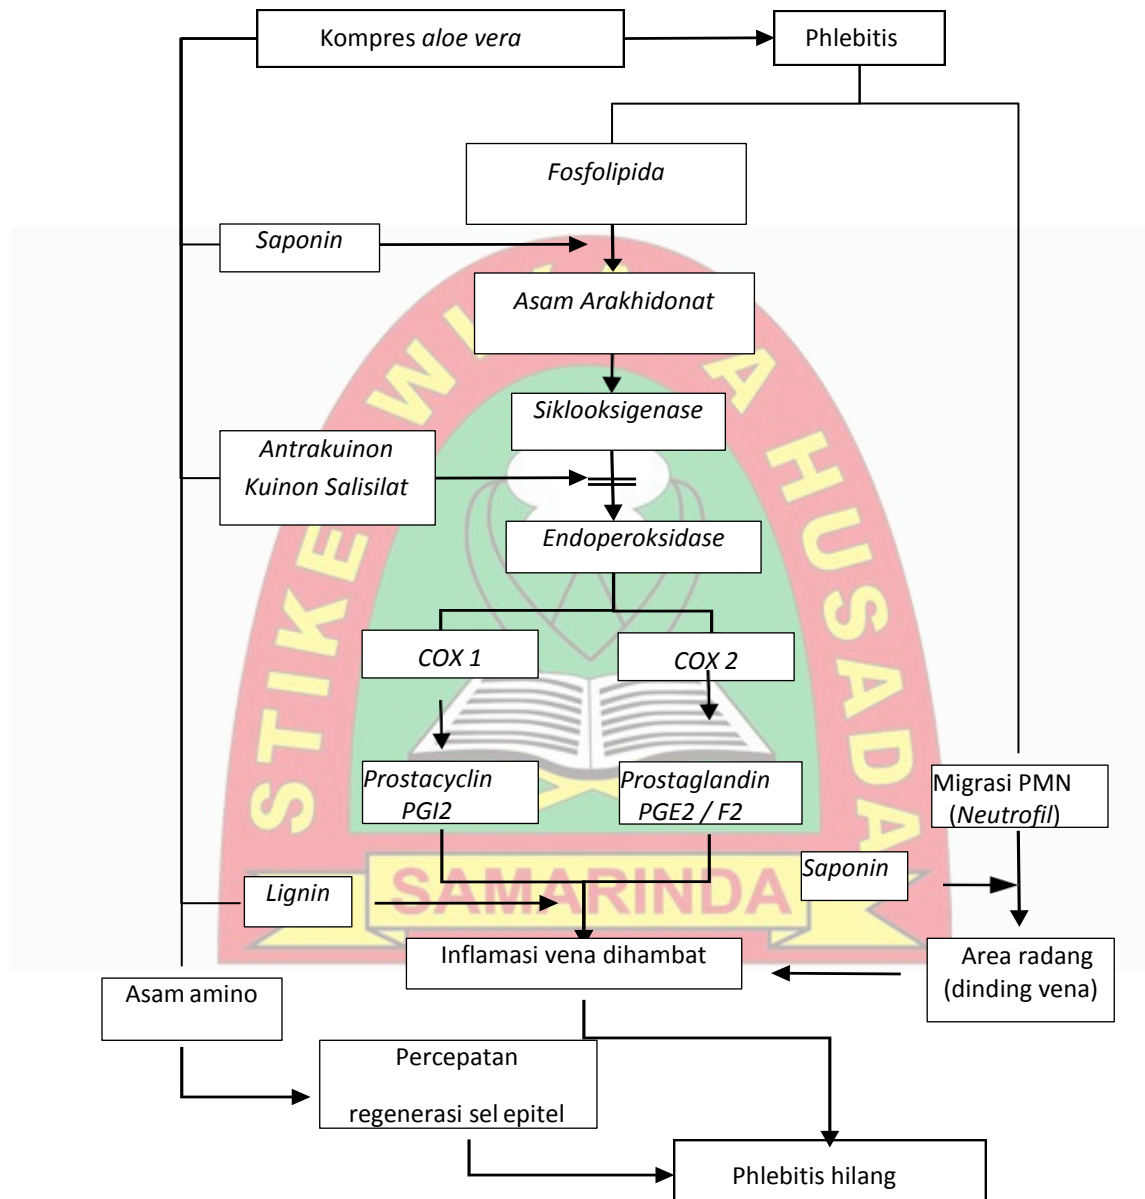 Kompres aloe vera
Phlebitis
Fosfolipida
Saponin
Asam Arakhidonat
Siklooksigenase
Antrakuinon
Kuinon Salisilat
Endoperoksidase
COX 1
COX 2
Prostacyclin
PGI2
Prostaglandin
PGE2 / F2
Migrasi PMN
(Neutrofil)
Saponin
Lignin
Inflamasi vena dihambat
Area radang
(dinding vena)
Asam amino
Percepatan
regenerasi sel epitel
Phlebitis hilang
STIKE WI A HUSADA
SAMARINDA